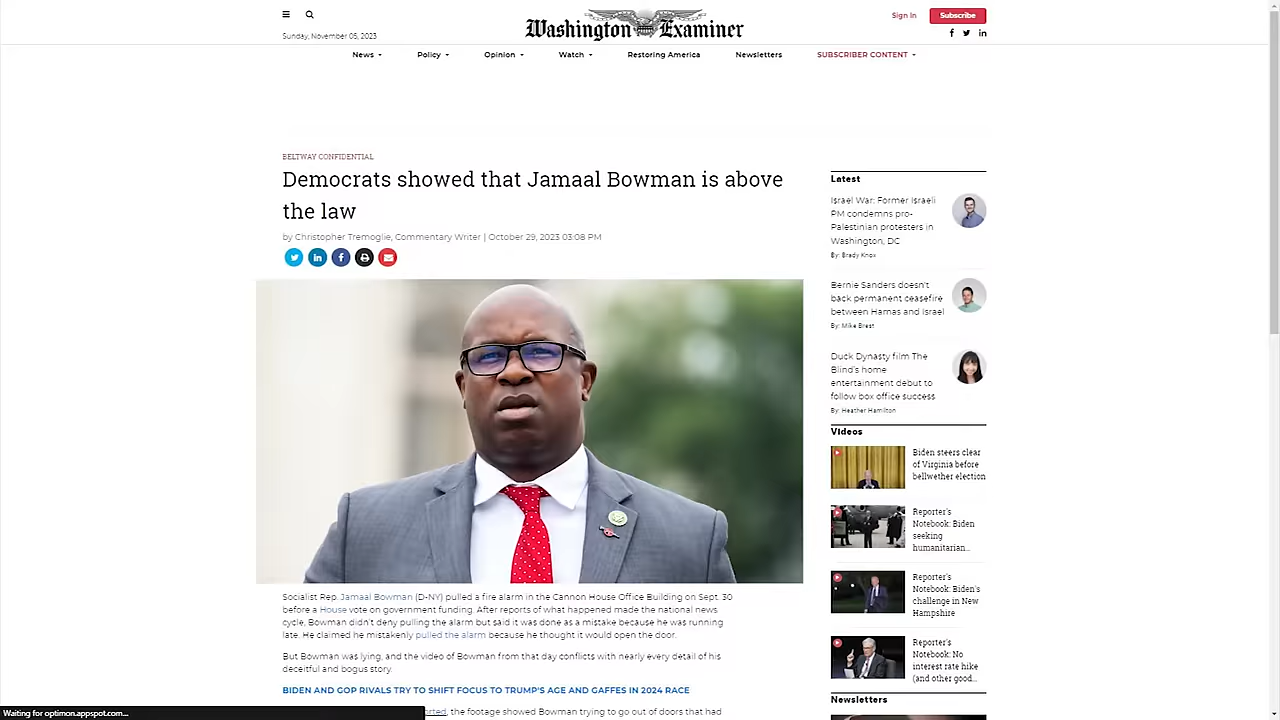 Washington Examiner
Sign In
Subscribe
Sunday, November 05, 2023
News
Policy
Opinion
Watch
Restoring America
Newsletters
SUBSCRIBER CONTENT
BELTWAY CONFIDENTIAL
Democrats showed that Jamaal Bowman is above
the law
by Christopher Tremoglie, Commentary Writer | October 29, 2023 03:08 PM
Socialist Rep. Jamaal Bowman (D-NY) pulled a fire alarm in the Cannon House Office Building on Sept. 30
before a House vote on government funding. After reports of what happened made the national news
cycle, Bowman didn't deny pulling the alarm but said it was done as a mistake because he was running
late. He claimed he mistakenly pulled the alarm because he thought it would open the door.
But Bowman was lying, and the video of Bowman from that day conflicts with nearly every detail of his
deceitful and bogus story.
BIDEN AND GOP RIVALS TRY TO SHIFT FOCUS TO TRUMP'S AGE AND GAFFES IN 2024 RACE
, the footage showed Bowman trying to go out of doors that had
Latest
Israel War: Former Israeli
PM condemns pro-
Palestinian protesters in
Washington, DC
By: Brady Knox
Bernie Sanders doesn't
back permanent ceasefire
between Hamas and Israel
By: Mike Brest
Duck Dynasty film The
Blind's home
entertainment debut to
follow box office success
By: Heather Hamilton
Videos
Biden steers clear
of Virginia before
bellwether election
Reporter's
Notebook: Biden
seeking
humanitarian...
Reporter's
Notebook: Biden's
challenge in New
Hampshire
Reporter's
Notebook: No
interest rate hike
(and other good...
Newsletters
Waiting for optimon.appspot.com...